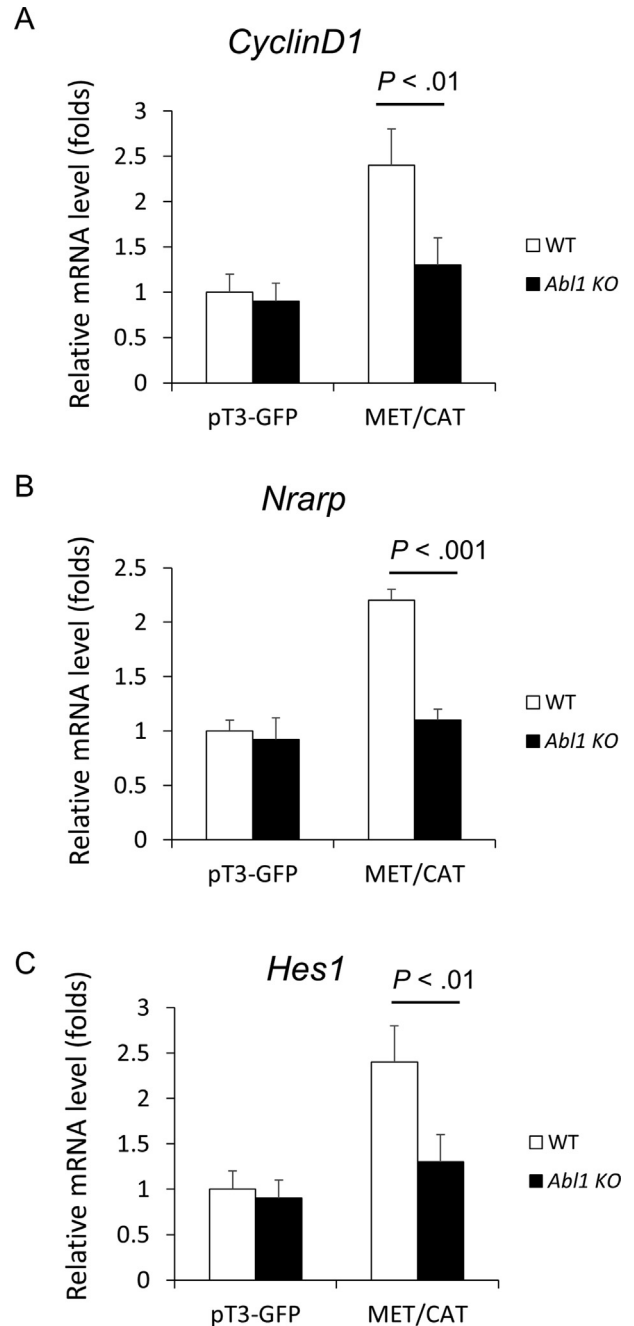 A
CyclinD1
P < .01
Relative mRNA level (folds)
3
2.5
2
1.5
1
0.5
0
pT3-GFP
MET/CAT
WT
Abl1 KO
B
Nrarp
P < .001
Relative mRNA level (folds)
2.5
2
1.5
1
0.5
0
pT3-GFP
MET/CAT
WT
Abl1 KO
C
Hes1
P < .01
Relative mRNA level (folds)
3
2.5
2
1.5
1
0.5
0
pT3-GFP
MET/CAT
WT
Abl1 KO